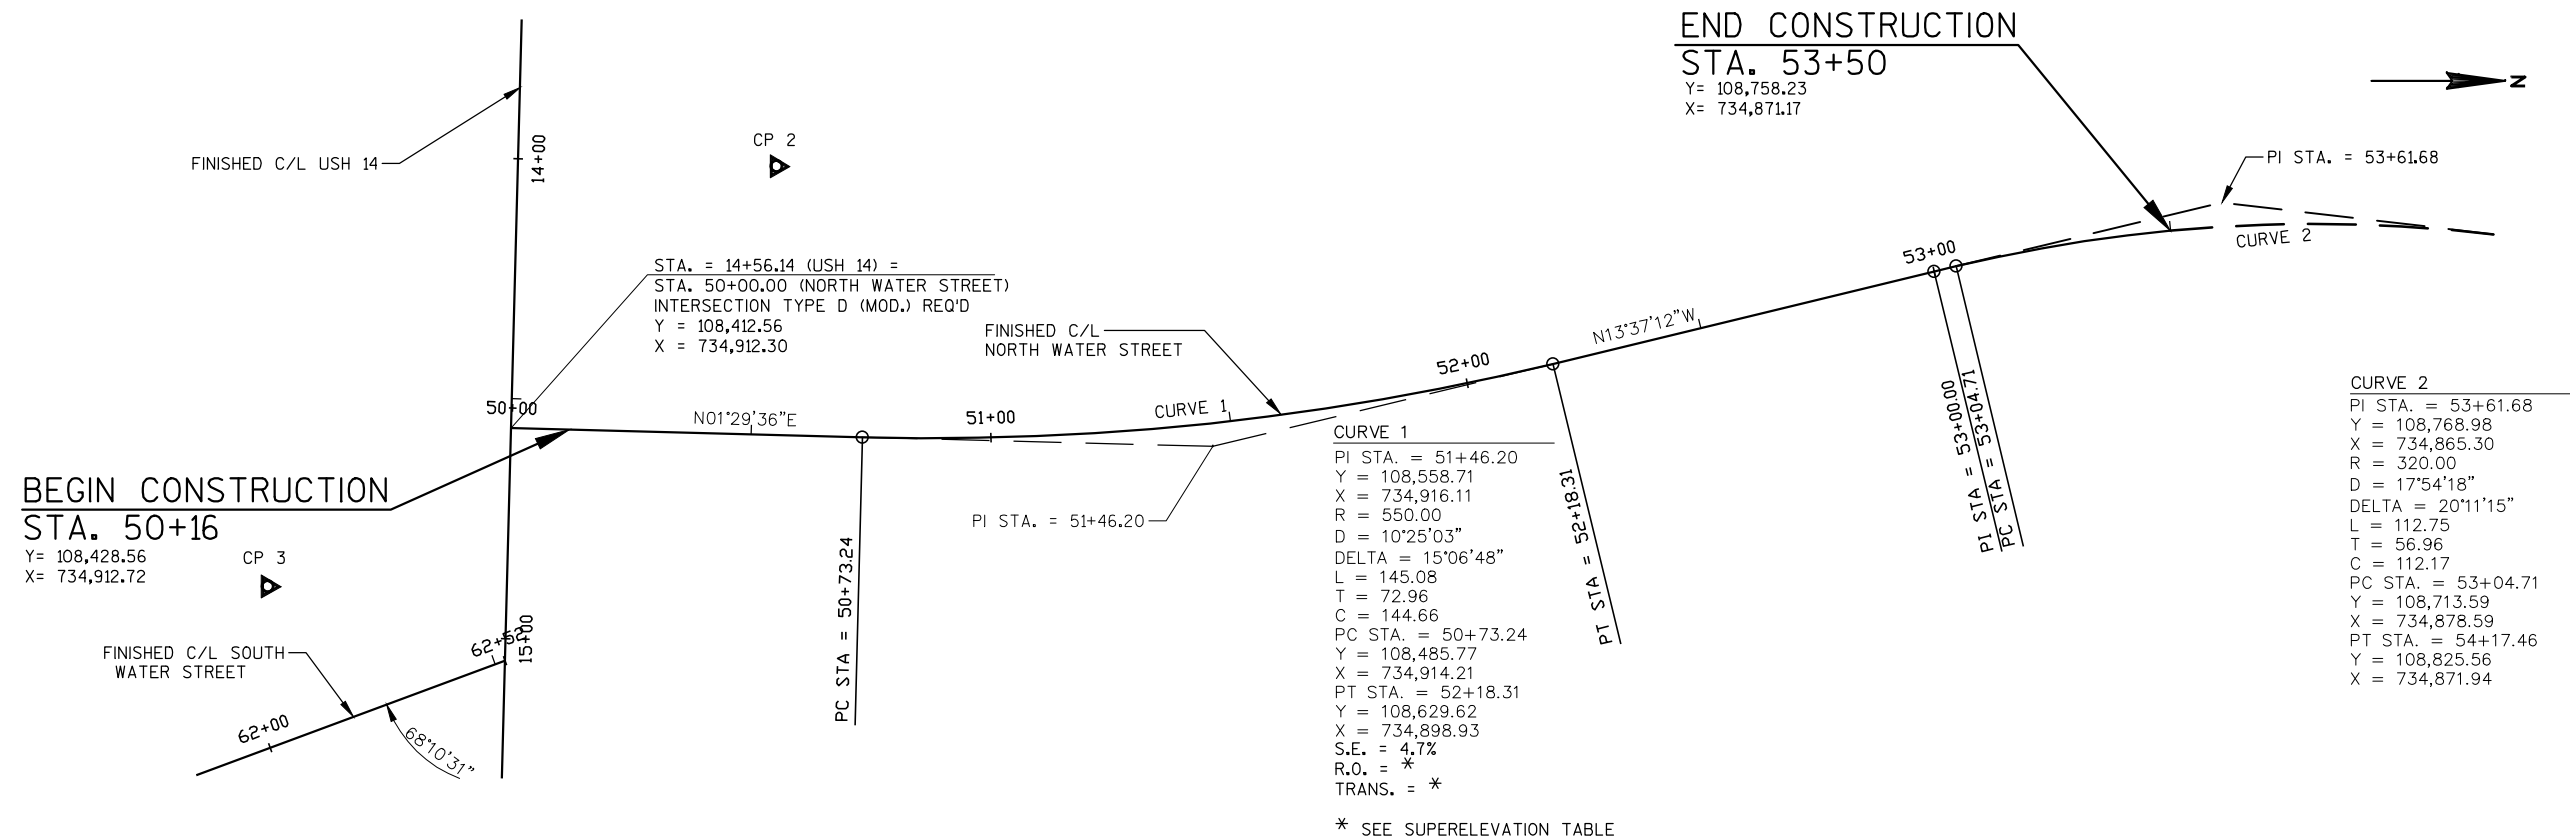 END CONSTRUCTION
STA. 53+50
Y= 108,758.23
X= 734,871.17
N
FINISHED C/L USH 14
14+00
CP 2
PI STA. = 53+61.68
CURVE 2
53+00
STA. = 14+56.14 (USH 14) =
STA. 50+00.00 (NORTH WATER STREET)
INTERSECTION TYPE D (MOD.) REQ'D
Y = 108,412.56
X = 734,912.30
FINISHED C/L
NORTH WATER STREET
N13°37'12"W
52+00
50+00
N01°29'36"E
51+00
CURVE 1
BEGIN CONSTRUCTION
STA. 50+16
Y= 108,428.56
X= 734,912.72
CP 3
PI STA. = 51+46.20
PC STA = 50+73.24
PT STA = 52+18.31
PI STA = 53+00.00
PC STA = 53+04.71
FINISHED C/L SOUTH
WATER STREET
62+52
15+00
62+00
68°10'31"
CURVE 1
PI STA. = 51+46.20
Y = 108,558.71
X = 734,916.11
R = 550.00
D = 10°25'03"
DELTA = 15°06'48"
L = 145.08
T = 72.96
C = 144.66
PC STA. = 50+73.24
Y = 108,485.77
X = 734,914.21
PT STA. = 52+18.31
Y = 108,629.62
X = 734,898.93
S.E. = 4.7%
R.O. = *
TRANS. = *
* SEE SUPERELEVATION TABLE
CURVE 2
PI STA. = 53+61.68
Y = 108,768.98
X = 734,865.30
R = 320.00
D = 17°54'18"
DELTA = 20°11'15"
L = 112.75
T = 56.96
C = 112.17
PC STA. = 53+04.71
Y = 108,713.59
X = 734,878.59
PT STA. = 54+17.46
Y = 108,825.56
X = 734,871.94